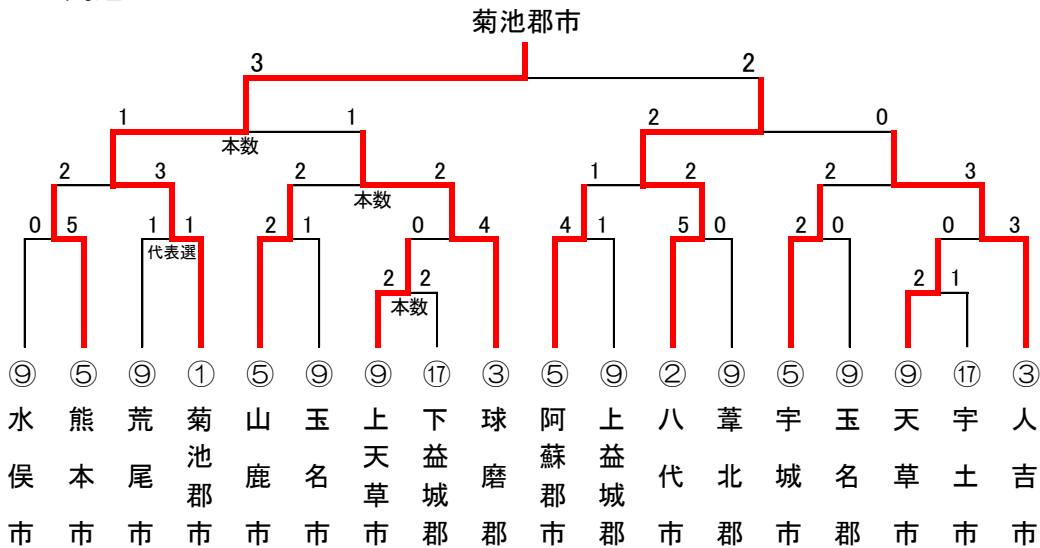 菊池郡市
3 2
1 1 2 0
本数
2 3 2 2 1 2 2 3
本数
0 5 1 1 2 1 0 4 4 1 5 0 2 0 0 3
代表選
2 2 2 1
本数
⑨ ⑤ ⑨ ① ⑤ ⑨ ⑨ ⑰ ③ ⑤ ⑨ ② ⑨ ⑤ ⑨ ⑨ ⑰ ③
水俣市
熊本市
荒尾市
菊池郡市
山鹿市
玉名市
上天草市
下益城郡
球磨郡
阿蘇郡市
上益城郡
八代市
葦北郡
宇城市
玉名郡
天草市
宇土市
人吉市